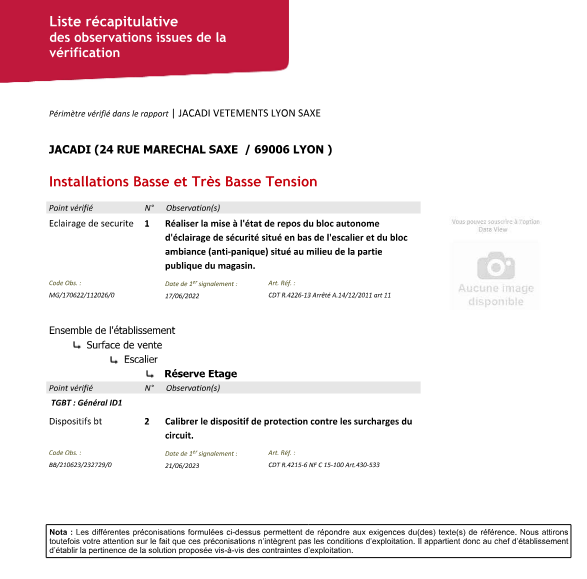 Liste récapitulative
des observations issues de la
vérification
Périmètre vérifié dans le rapport | JACADI VETEMENTS LYON SAXE
JACADI (24 RUE MARECHAL SAXE / 69006 LYON )
Installations Basse et Très Basse Tension
Point vérifié N° Observation(s)
Eclairage de securite 1 Réaliser la mise à l'état de repos du bloc autonome
d'éclairage de sécurité situé en bas de l'escalier et du bloc
ambiance (anti-panique) situé au milieu de la partie
publique du magasin.
Vous pouvez souscrire à l'option
Data View
Aucune image
disponible
Code Obs. : Date de 1er signalement : Art. Réf. :
MG/170622/112026/0 17/06/2022 CDT R.4226-13 Arrêté A.14/12/2011 art 11
Ensemble de l'établissement
Surface de vente
Escalier
Réserve Etage
Point vérifié N° Observation(s)
TGBT : Général ID1
Dispositifs bt 2 Calibrer le dispositif de protection contre les surcharges du
circuit.
Code Obs. : Date de 1er signalement : Art. Réf. :
BB/210623/232729/0 21/06/2023 CDT R.4215-6 NF C 15-100 Art.430-533
Nota : Les différentes préconisations formulées ci-dessus permettent de répondre aux exigences du(des) texte(s) de référence. Nous attirons
toutefois votre attention sur le fait que ces préconisations n'intègrent pas les conditions d'exploitation. Il appartient donc au chef d'établissement
d'établir la pertinence de la solution proposée vis-à-vis des contraintes d'exploitation.